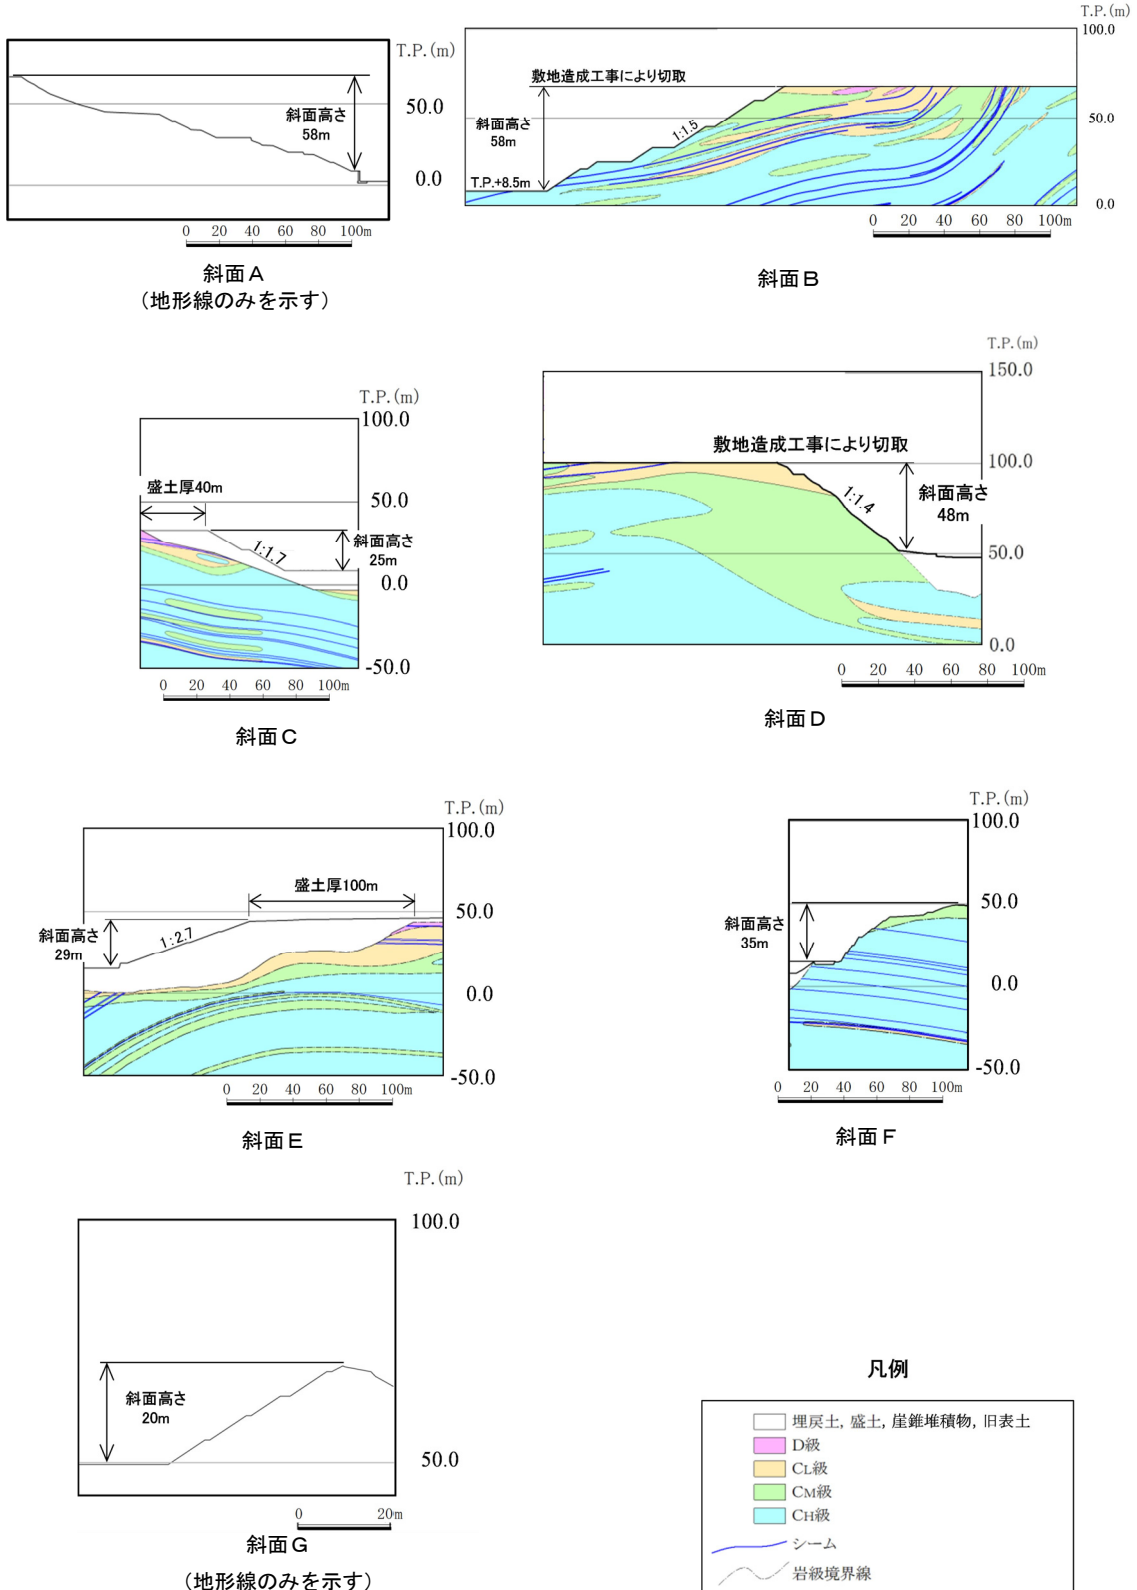 T.P.(m)
斜面高さ
58m
50.0
0.0
0 20 40 60 80 100m
斜面A
(地形線のみを示す)
T.P.(m)
100.0
敷地造成工事により切取
斜面高さ
58m
1:1.5
50.0
T.P.+8.5m
0.0
0 20 40 60 80 100m
斜面B
T.P.(m)
100.0
盛土厚40m
50.0
1:1.7
斜面高さ
25m
0.0
-50.0
0 20 40 60 80 100m
斜面C
T.P.(m)
150.0
敷地造成工事により切取
100.0
1:1.4
斜面高さ
48m
50.0
0.0
0 20 40 60 80 100m
斜面D
T.P.(m)
100.0
盛土厚100m
50.0
斜面高さ
29m
1:2.7
0.0
-50.0
0 20 40 60 80 100m
斜面E
T.P.(m)
100.0
50.0
斜面高さ
35m
0.0
-50.0
0 20 40 60 80 100m
斜面F
T.P.(m)
100.0
斜面高さ
20m
50.0
0 20m
斜面G
(地形線のみを示す)
凡例
埋戻土, 盛土, 崖錐堆積物, 旧表土
D級
CL級
CM級
CH級
シーム
岩級境界線